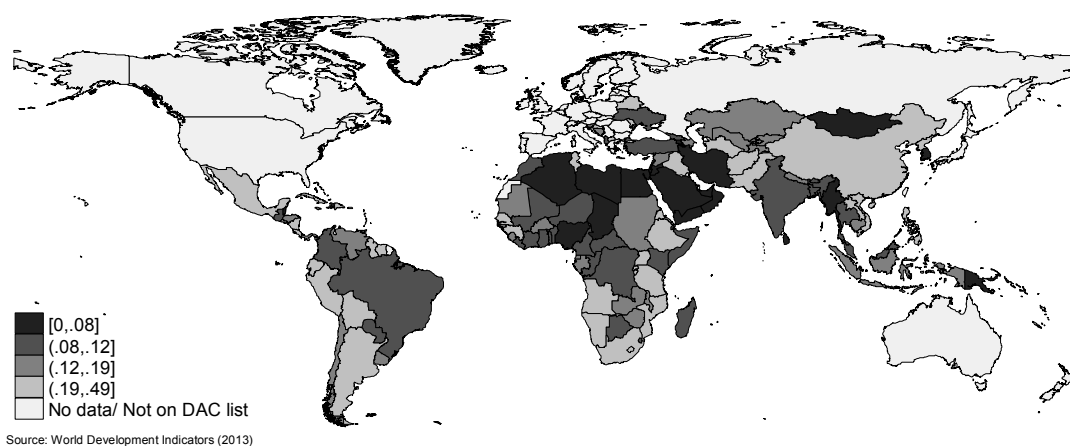 [0,.08]
(.08,.12]
(.12,.19]
(.19,.49]
No data/ Not on DAC list
Source: World Development Indicators (2013)